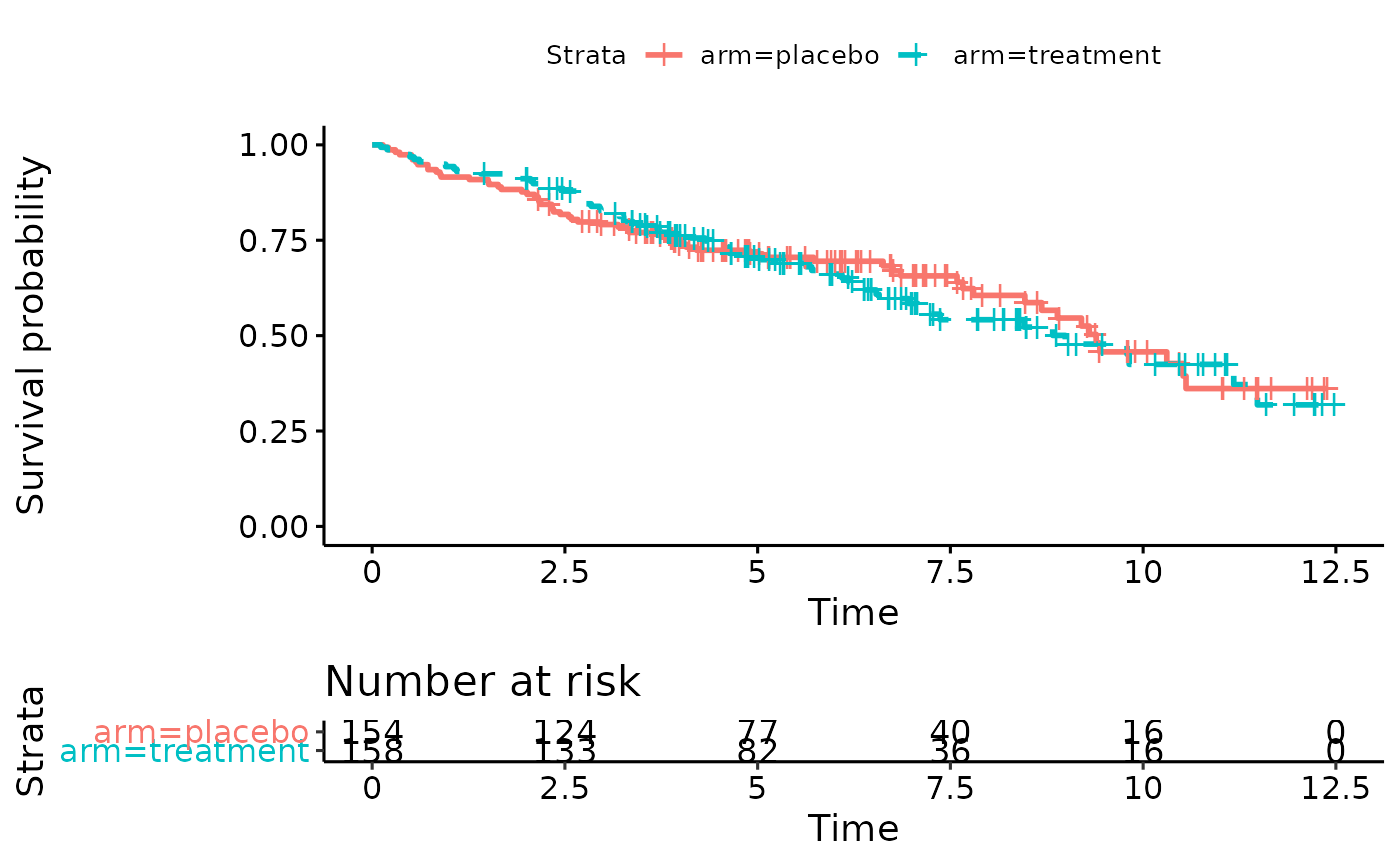 Strata arm=placebo arm=treatment
Survival probability
1.00
0.75
0.50
0.25
0.00
0 2.5 5 7.5 10 12.5
Time
Number at risk
Strata
arm=placebo 154 124 77 40 16 0
arm=treatment 158 133 82 36 16 0
0 2.5 5 7.5 10 12.5
Time